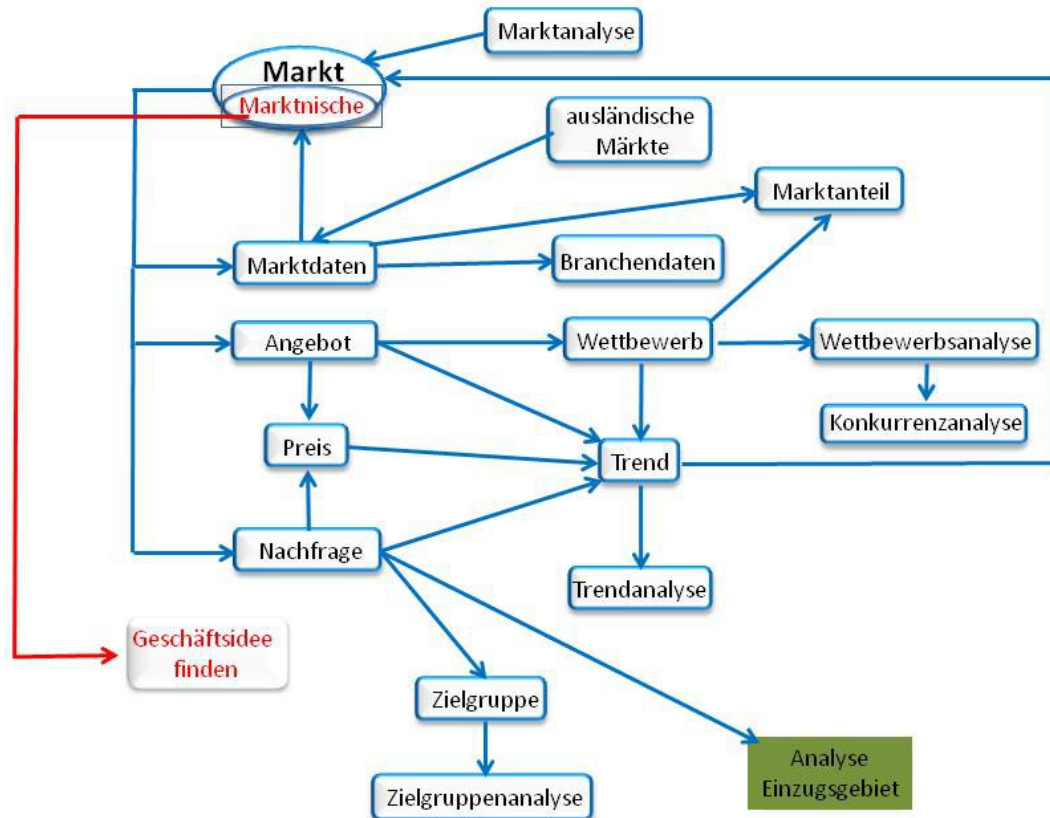 Marktanalyse
Markt
Marktnische
ausländische
Märkte
Marktanteil
Marktdaten
Branchendaten
Angebot
Wettbewerb
Wettbewerbsanalyse
Preis
Trend
Konkurrenzanalyse
Nachfrage
Trendanalyse
Geschäftsidee
finden
Zielgruppe
Zielgruppenanalyse
Analyse
Einzugsgebiet